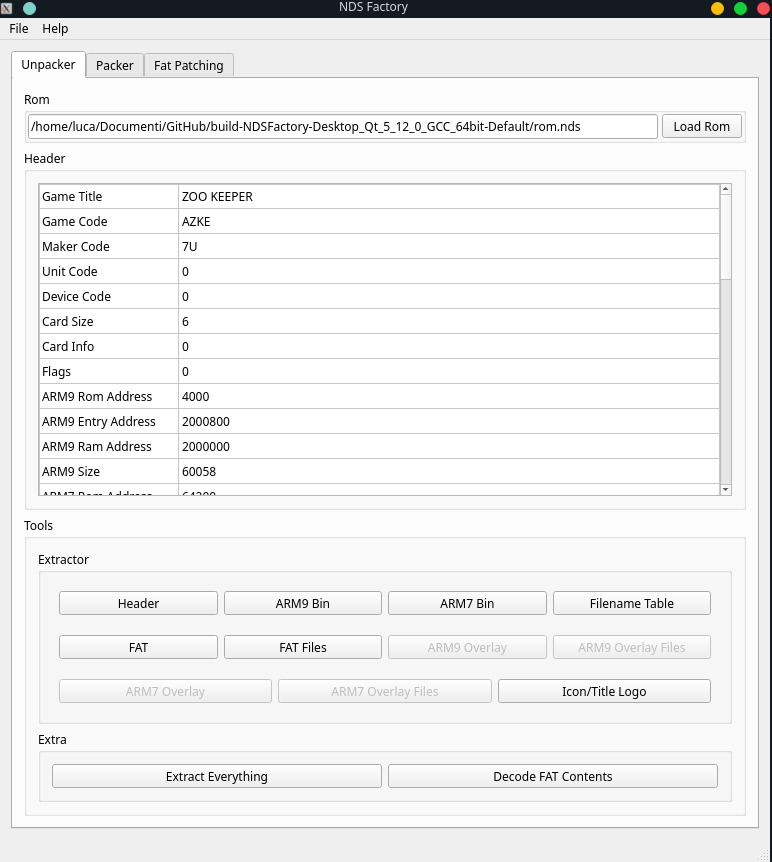 NDS Factory
File Help
Unpacker Packer Fat Patching
Rom
/home/luca/Documenti/GitHub/build-NDSFactory-Desktop_Qt_5_12_0_GCC_64bit-Default/rom.nds Load Rom
Header
Game Title ZOO KEEPER
Game Code AZKE
Maker Code 7U
Unit Code 0
Device Code 0
Card Size 6
Card Info 0
Flags 0
ARM9 Rom Address 4000
ARM9 Entry Address 2000800
ARM9 Ram Address 2000000
ARM9 Size 60058
ARM7 Rom Address 64200
Tools
Extractor
Header ARM9 Bin ARM7 Bin Filename Table
FAT FAT Files ARM9 Overlay ARM9 Overlay Files
ARM7 Overlay ARM7 Overlay Files Icon/Title Logo
Extra
Extract Everything Decode FAT Contents